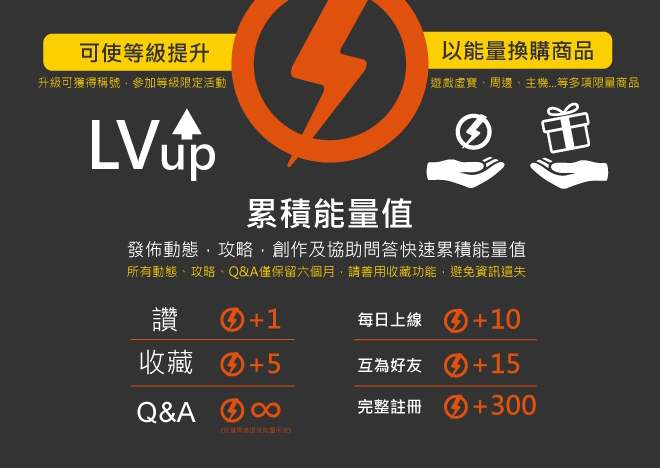 可使等級提升
以能量換購商品
升級可獲得稱號，參加等級限定活動
遊戲虛寶、周邊、主機...等多項限量商品
LVup
累積能量值
發佈動態，攻略，創作及協助問答快速累積能量值
所有動態、攻略、Q&A僅保留六個月，請善用收藏功能，避免資訊遺失
讚 +1
每日上線 +10
收藏 +5
互為好友 +15
Q&A ∞
完整註冊 +300